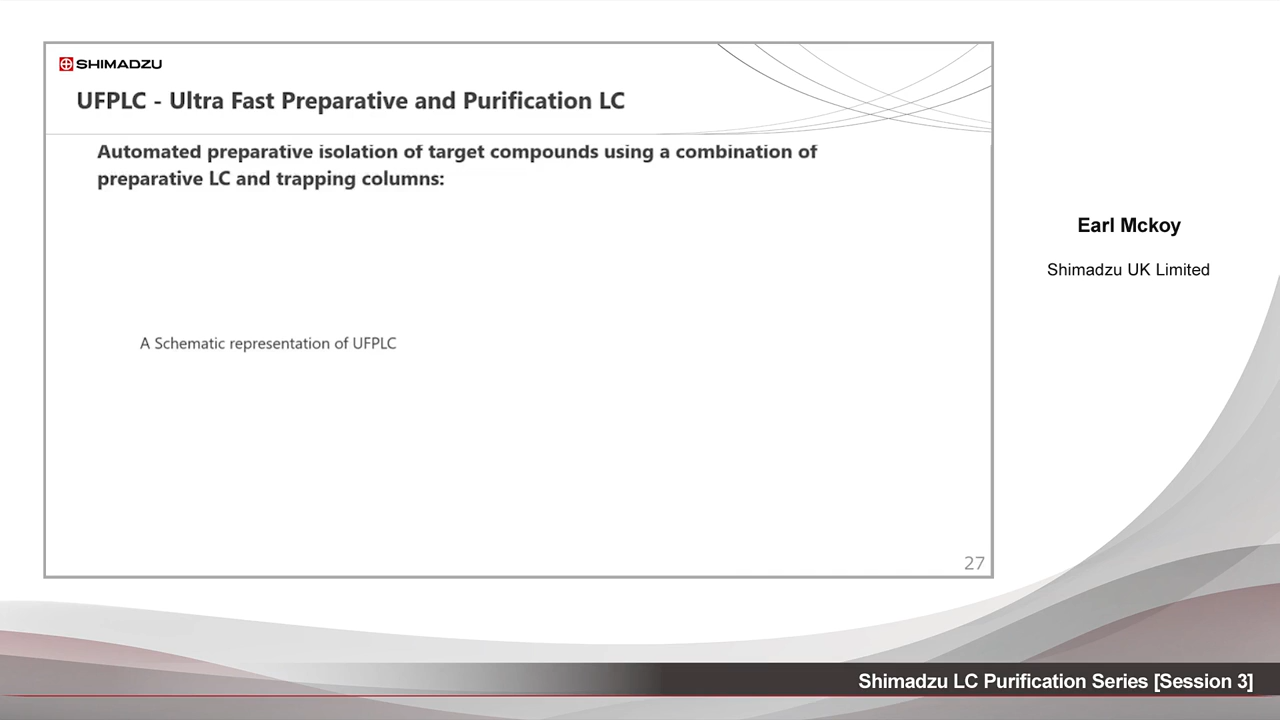 SHIMADZU
UFPLC - Ultra Fast Preparative and Purification LC
Automated preparative isolation of target compounds using a combination of
preparative LC and trapping columns:
A Schematic representation of UFPLC
27
Earl Mckoy
Shimadzu UK Limited
Shimadzu LC Purification Series [Session 3]